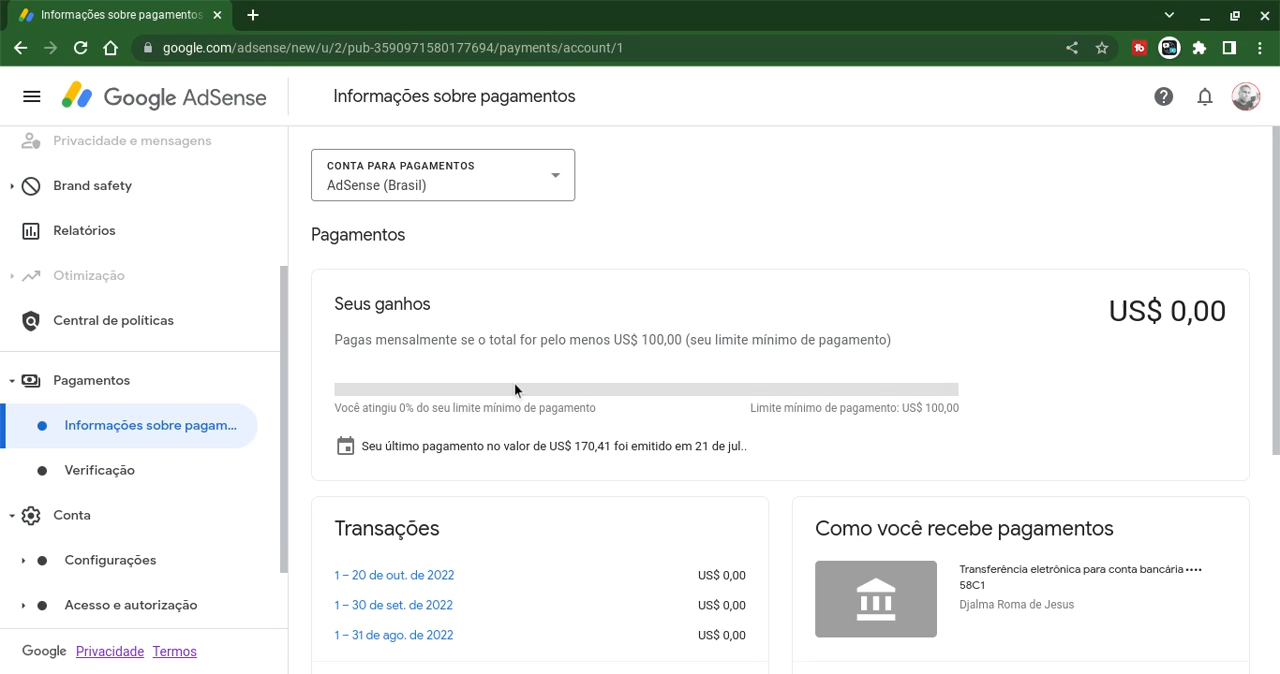 Informações sobre pagamentos
google.com/adsense/new/u/2/pub-3590971580177694/payments/account/1
Google AdSense
Informações sobre pagamentos
Privacidade e mensagens
Brand safety
Relatórios
Otimização
Central de políticas
Pagamentos
Informações sobre pagam...
Verificação
Conta
Configurações
Acesso e autorização
Google Privacidade Termos
CONTA PARA PAGAMENTOS
AdSense (Brasil)
Pagamentos
Seus ganhos
US$ 0,00
Pagas mensalmente se o total for pelo menos US$ 100,00 (seu limite mínimo de pagamento)
Você atingiu 0% do seu limite mínimo de pagamento
Limite mínimo de pagamento: US$ 100,00
Seu último pagamento no valor de US$ 170,41 foi emitido em 21 de jul..
Transações
1 – 20 de out. de 2022 US$ 0,00
1 – 30 de set. de 2022 US$ 0,00
1 – 31 de ago. de 2022 US$ 0,00
Como você recebe pagamentos
Transferência eletrônica para conta bancária ••••
58C1
Djalma Roma de Jesus